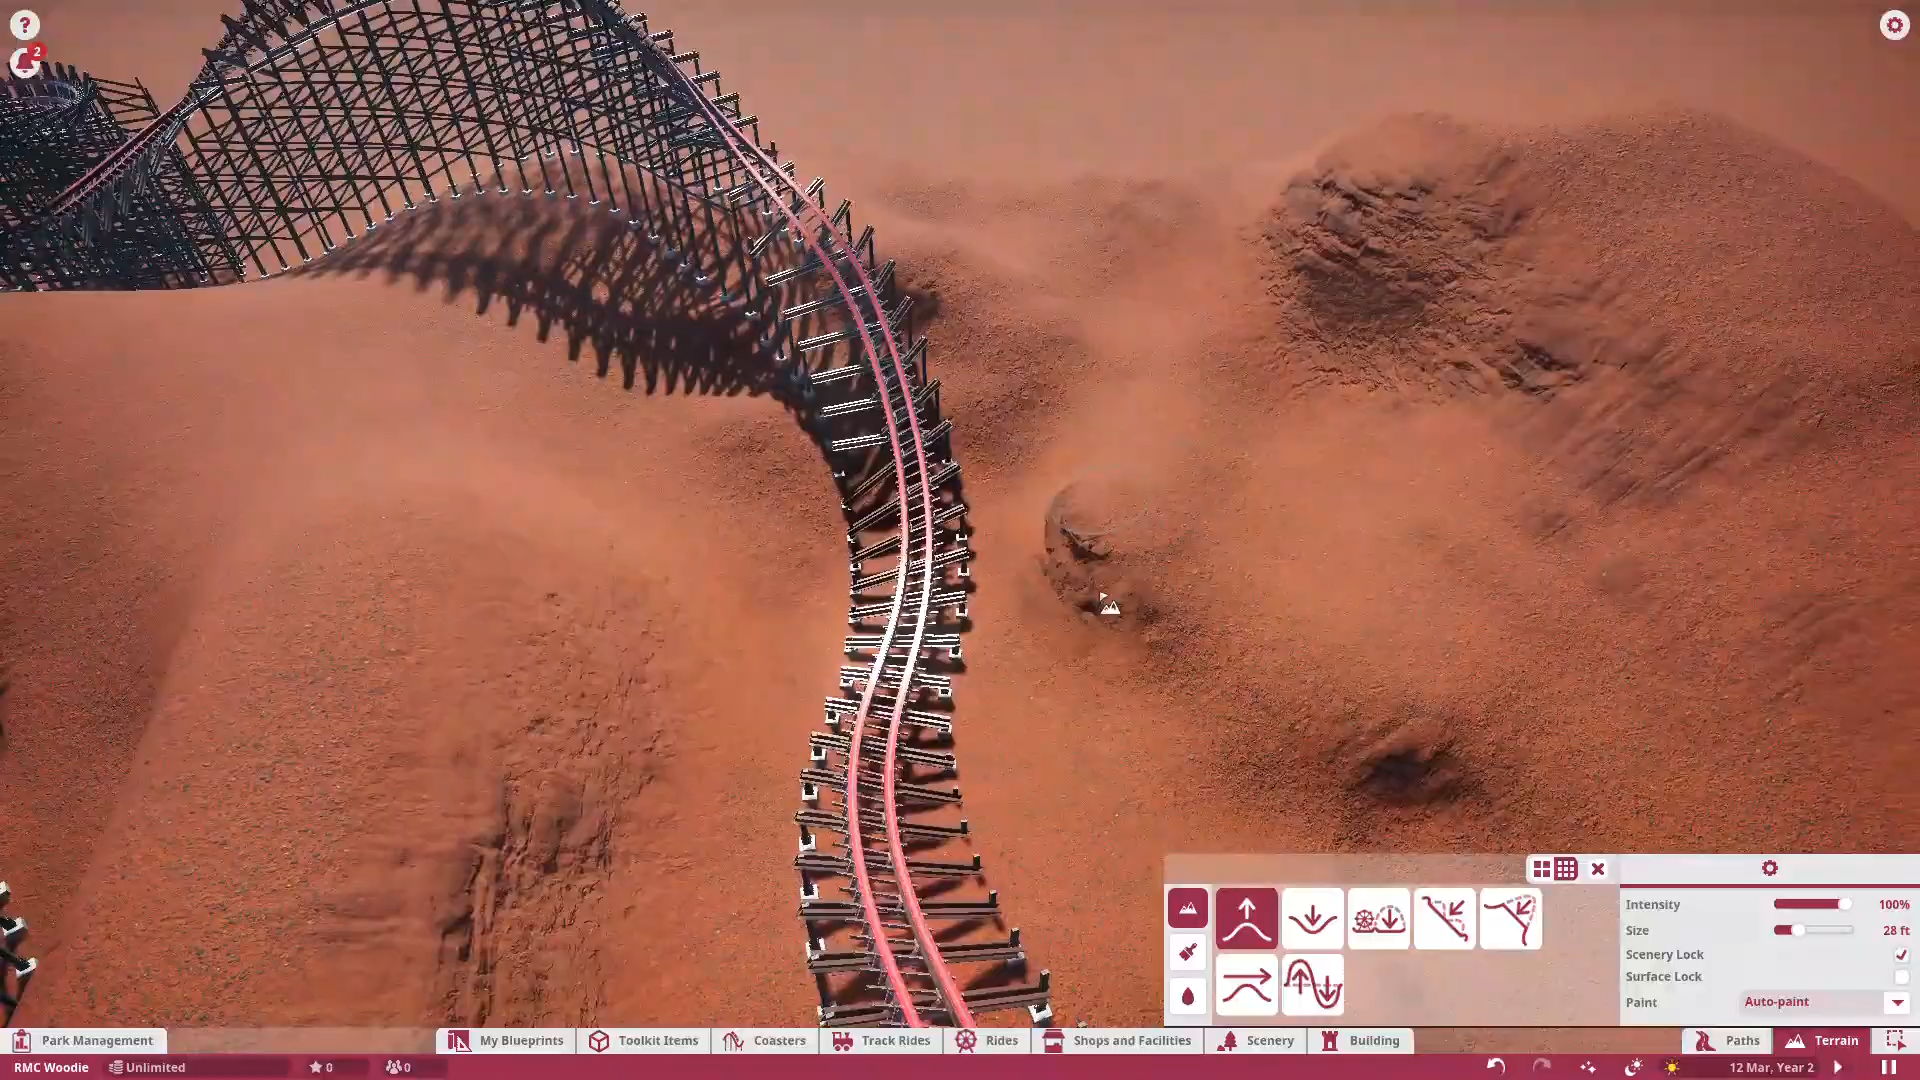 ?
2
Intensity 100%
Size 28 ft
Scenery Lock
Surface Lock
Paint Auto-paint
Park Management My Blueprints Toolkit Items Coasters Track Rides Rides Shops and Facilities Scenery Building Paths Terrain
RMC Woodie Unlimited 0 0 12 Mar, Year 2